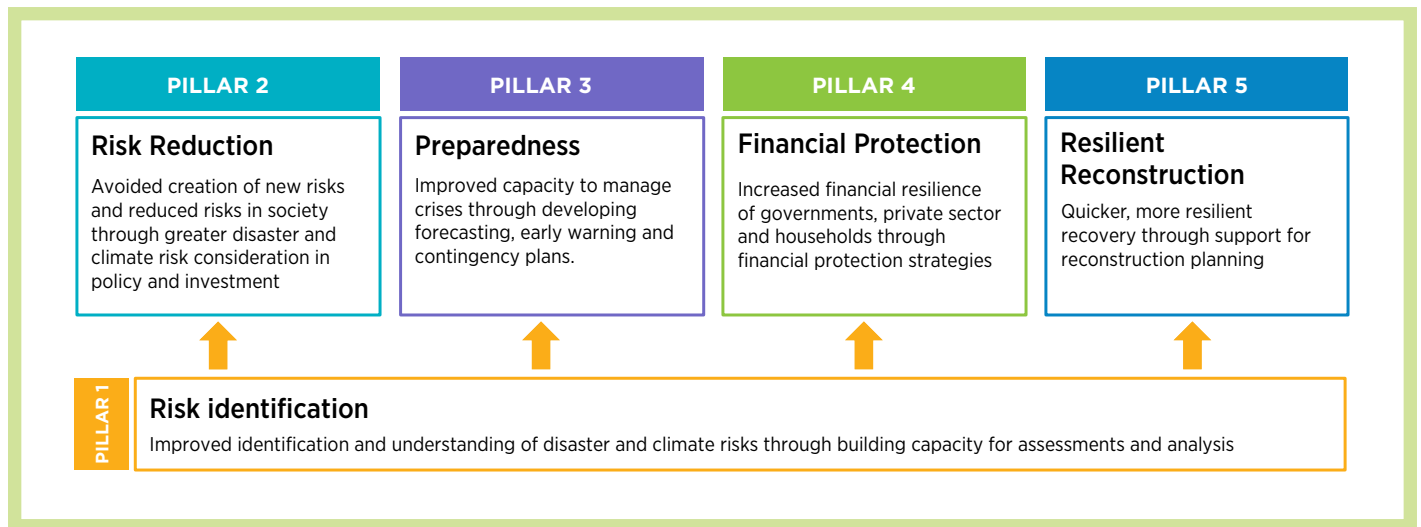 PILLAR 2
Risk Reduction
Avoided creation of new risks
and reduced risks in society
through greater disaster and
climate risk consideration in
policy and investment
PILLAR 3
Preparedness
Improved capacity to manage
crises through developing
forecasting, early warning and
contingency plans.
PILLAR 4
Financial Protection
Increased financial resilience
of governments, private sector
and households through
financial protection strategies
PILLAR 5
Resilient
Reconstruction
Quicker, more resilient
recovery through support for
reconstruction planning
PILLAR 1
Risk identification
Improved identification and understanding of disaster and climate risks through building capacity for assessments and analysis